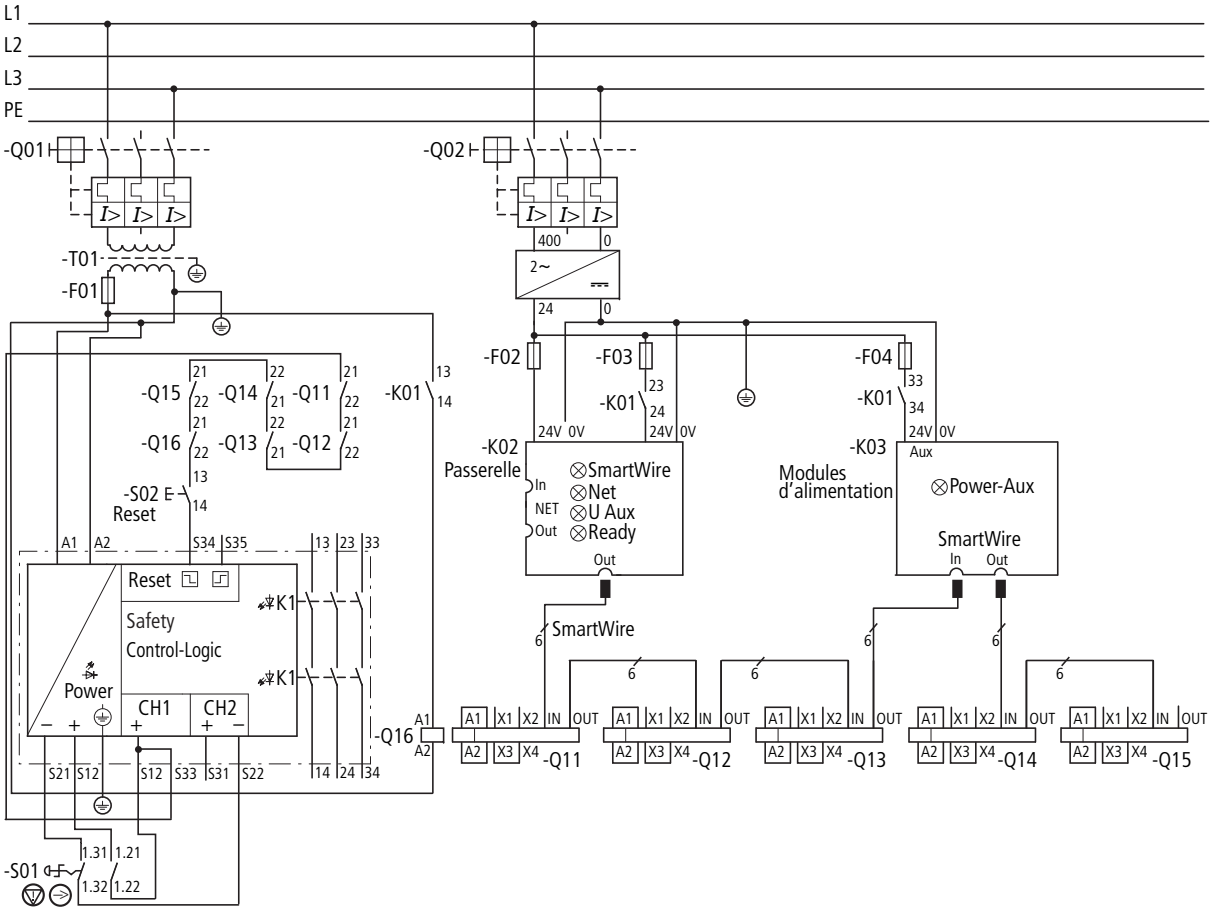 L1
L2
L3
PE
-Q01 -Q02
I> I> I> I> I> I>
400 0
-T01 2~
-F01 24 0
-F02 -F03 -F04
21 22 21 13 23 33
-Q15 -Q14 -Q11 -K01 -K01 -K01
22 21 22 14 24 34
21 22 21 24V 0V 24V 0V 24V 0V
-Q16 -Q13 -Q12 -K02 -K03 Aux
22 21 22 Passerelle SmartWire Modules
d'alimentation Power-Aux
13 In Net
-S02 NET U Aux
Reset 14 Out Ready
A1 A2 S34 S35 13 23 33 SmartWire
Out In Out
Reset K1
Safety
Control-Logic
6 SmartWire 6 6
K1
Power 6 6 6
CH1 CH2
– + + + –
A1 A1 X1 X2 IN OUT A1 X1 X2 IN OUT A1 X1 X2 IN OUT A1 X1 X2 IN OUT A1 X1 X2 IN OUT
-Q16
A2 A2 X3 X4 -Q11 A2 X3 X4 -Q12 A2 X3 X4 -Q13 A2 X3 X4 -Q14 A2 X3 X4 -Q15
S21 S12 S12 S33 S31 S22 14 24 34
1.31 1.21
-S01
1.32 1.22